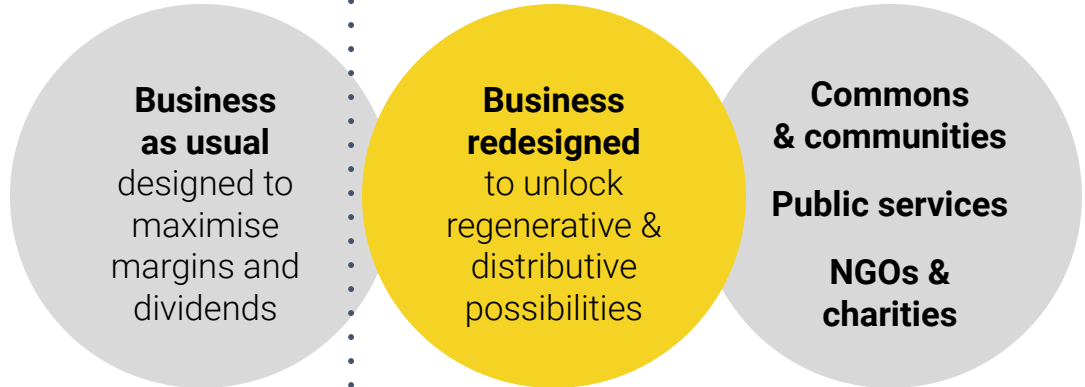 Business
as usual
designed to
maximise
margins and
dividends
Business
redesigned
to unlock
regenerative &
distributive
possibilities
Commons
& communities
Public services
NGOs &
charities